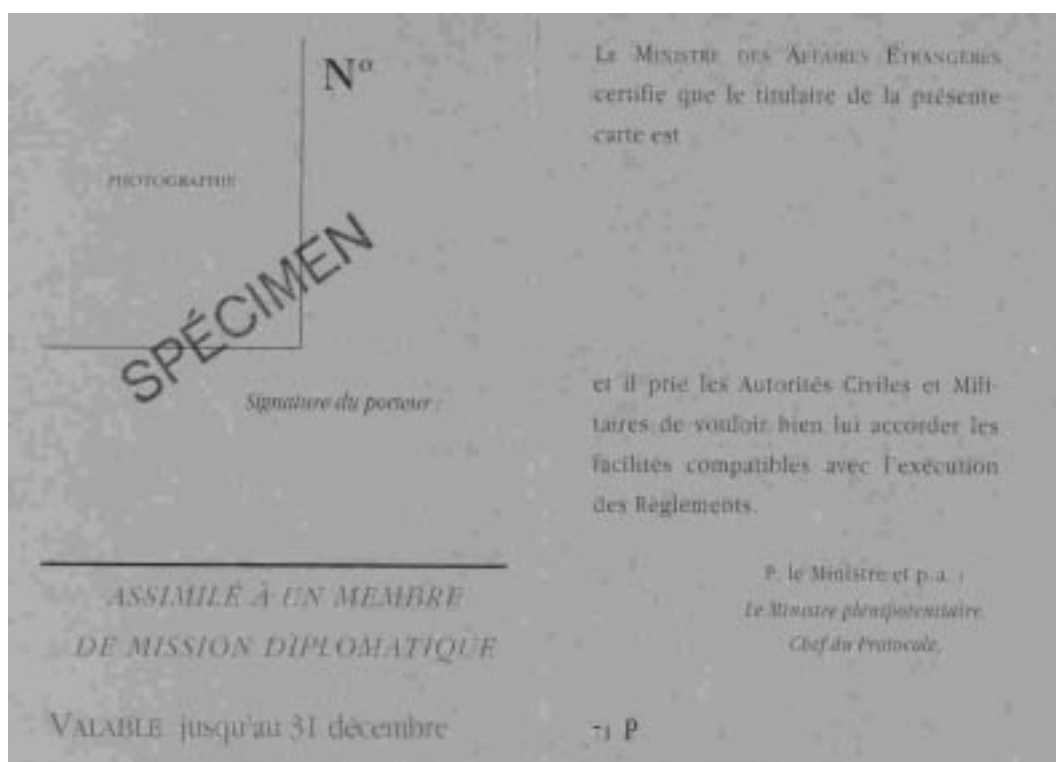 N°
PHOTOGRAPHIE
SPÉCIMEN
Signature du porteur :
ASSIMILÉ À UN MEMBRE
DE MISSION DIPLOMATIQUE
VALABLE jusqu'au 31 décembre
LE MINISTRE DES AFFAIRES ÉTRANGÈRES
certifie que le titulaire de la présente
carte est
et il prie les Autorités Civiles et Mili-
taires de vouloir bien lui accorder les
facilités compatibles avec l'exécution
des Règlements.
P. le Ministre et p.a. :
Le Ministre plénipotentiaire,
Chef du Protocole,
P